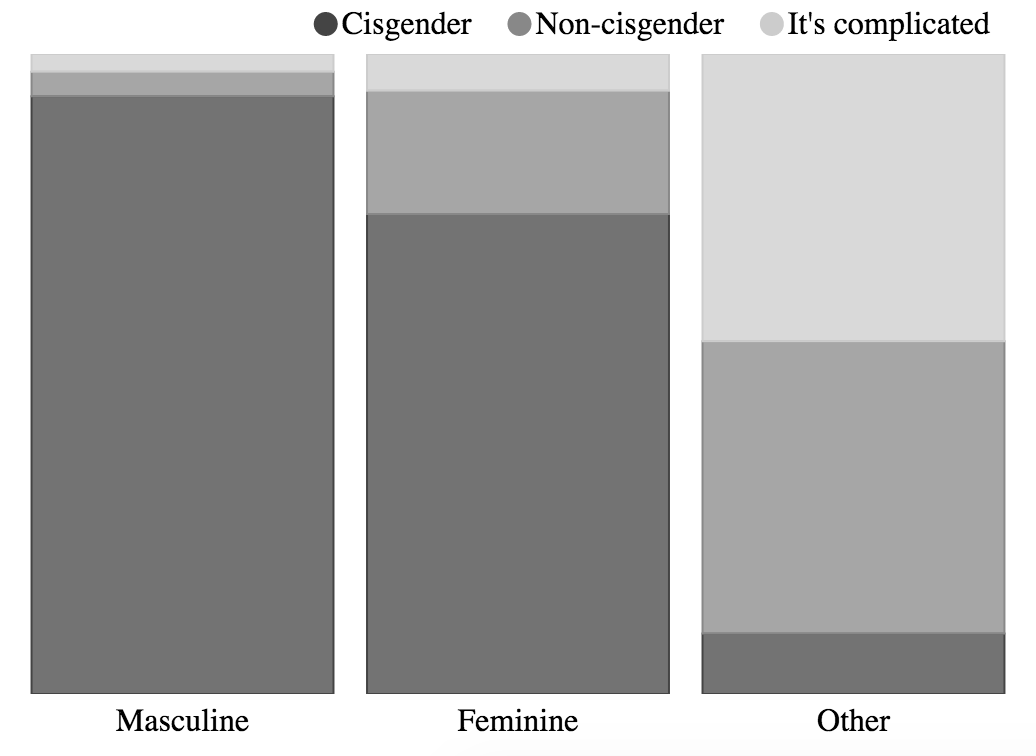 Cisgender Non-cisgender It's complicated
Masculine Feminine Other